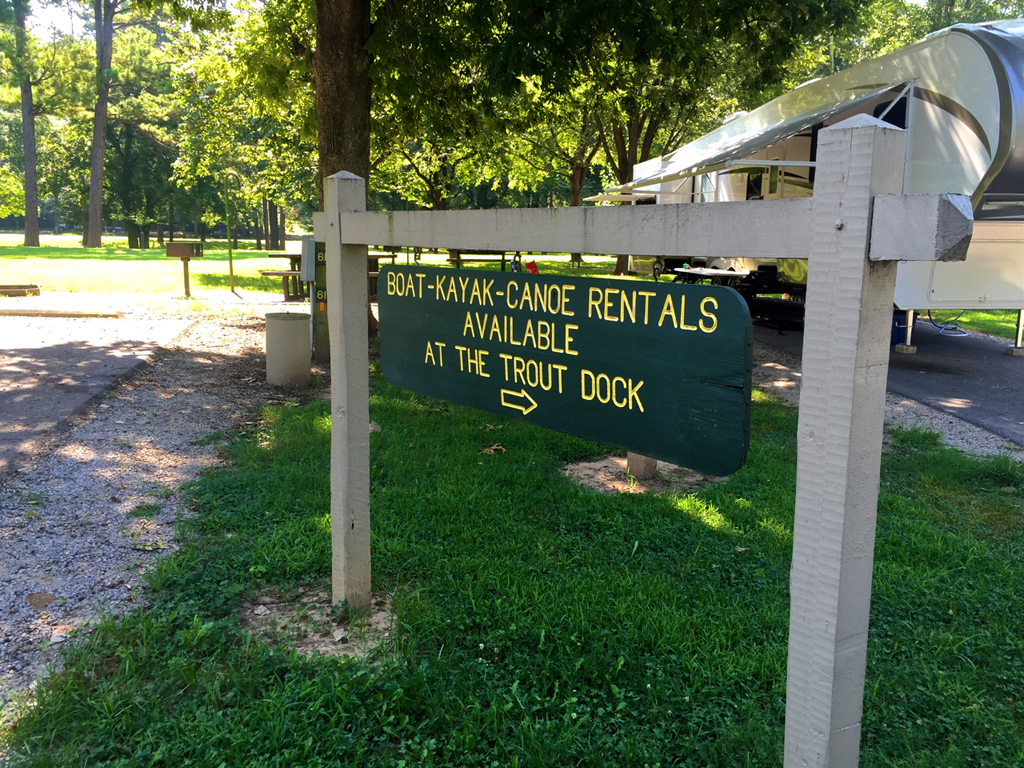 BOAT-KAYAK-CANOE RENTALS
AVAILABLE
AT THE TROUT DOCK